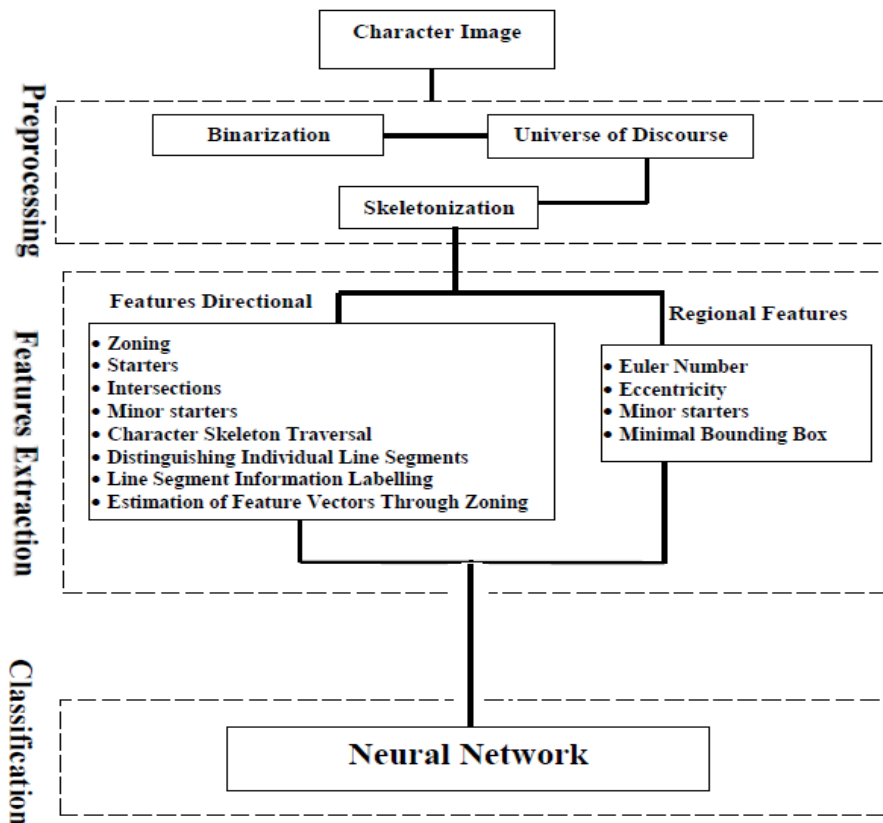 Character Image
Preprocessing
Binarization
Universe of Discourse
Skeletonization
Features Extraction
Features Directional
• Zoning
• Starters
• Intersections
• Minor starters
• Character Skeleton Traversal
• Distinguishing Individual Line Segments
• Line Segment Information Labelling
• Estimation of Feature Vectors Through Zoning
Regional Features
• Euler Number
• Eccentricity
• Minor starters
• Minimal Bounding Box
Classification
Neural Network